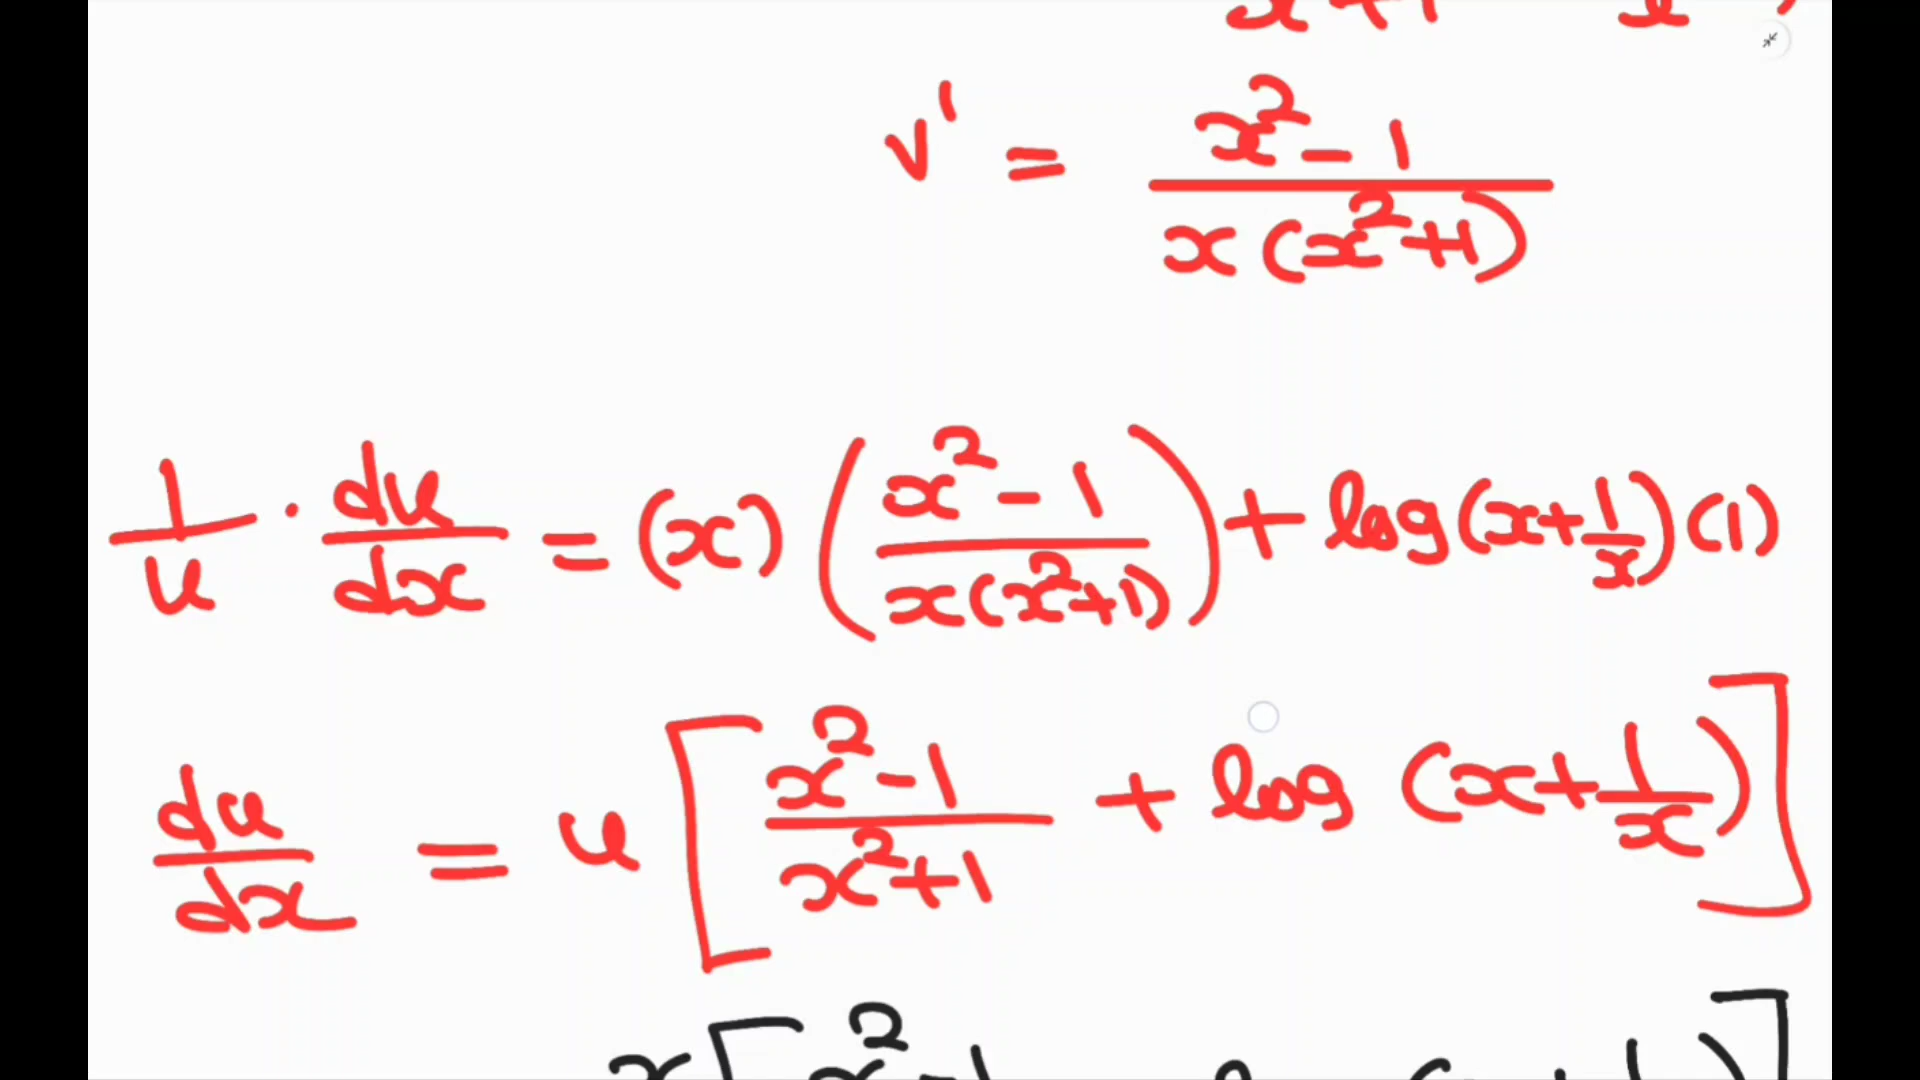 v' = x²-1 / x(x²+1)
1/u · du/dx = (x) (x²-1 / x(x²+1)) + log(x+1/x)(1)
du/dx = u [x²-1 / x²+1 + log (x+1/x)]